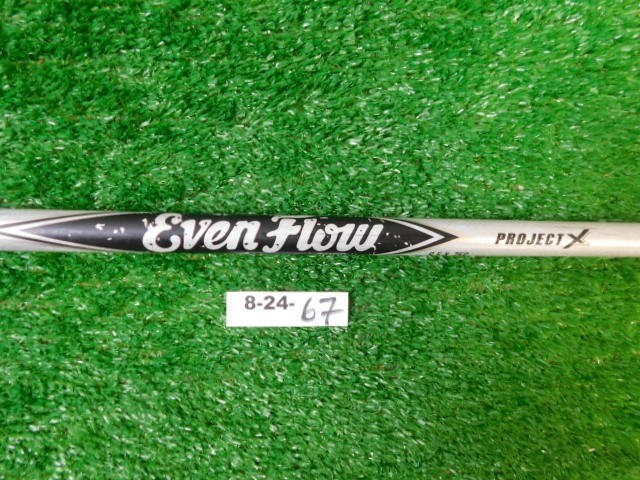 Even Flow
PROJECT X
8-24-67